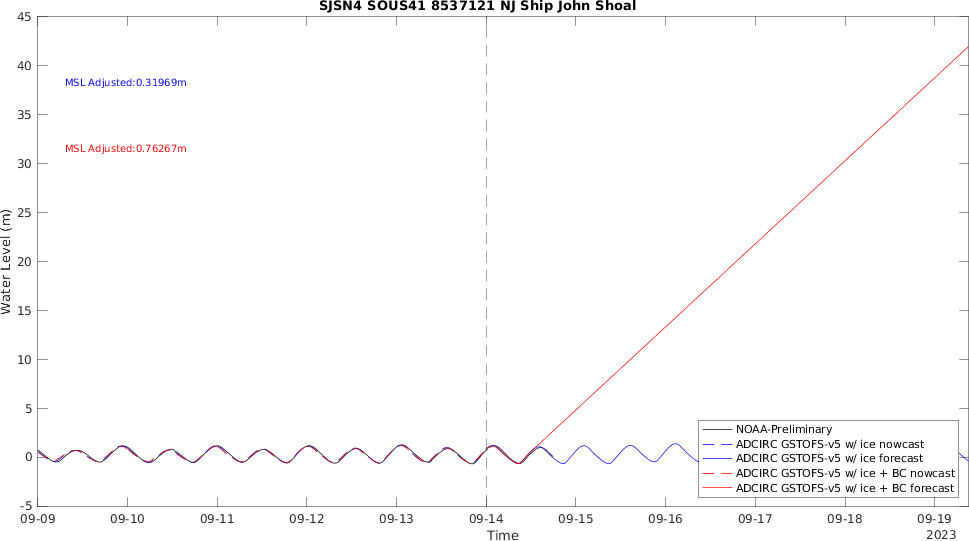 SJSN4 SOUS41 8537121 NJ Ship John Shoal
45
40
35
30
25
20
15
10
5
0
-5
Water Level (m)
MSL Adjusted:0.31969m
MSL Adjusted:0.76267m
NOAA-Preliminary
ADCIRC GSTOFS-v5 w/ ice nowcast
ADCIRC GSTOFS-v5 w/ ice forecast
ADCIRC GSTOFS-v5 w/ ice + BC nowcast
ADCIRC GSTOFS-v5 w/ ice + BC forecast
09-09 09-10 09-11 09-12 09-13 09-14 09-15 09-16 09-17 09-18 09-19
2023
Time